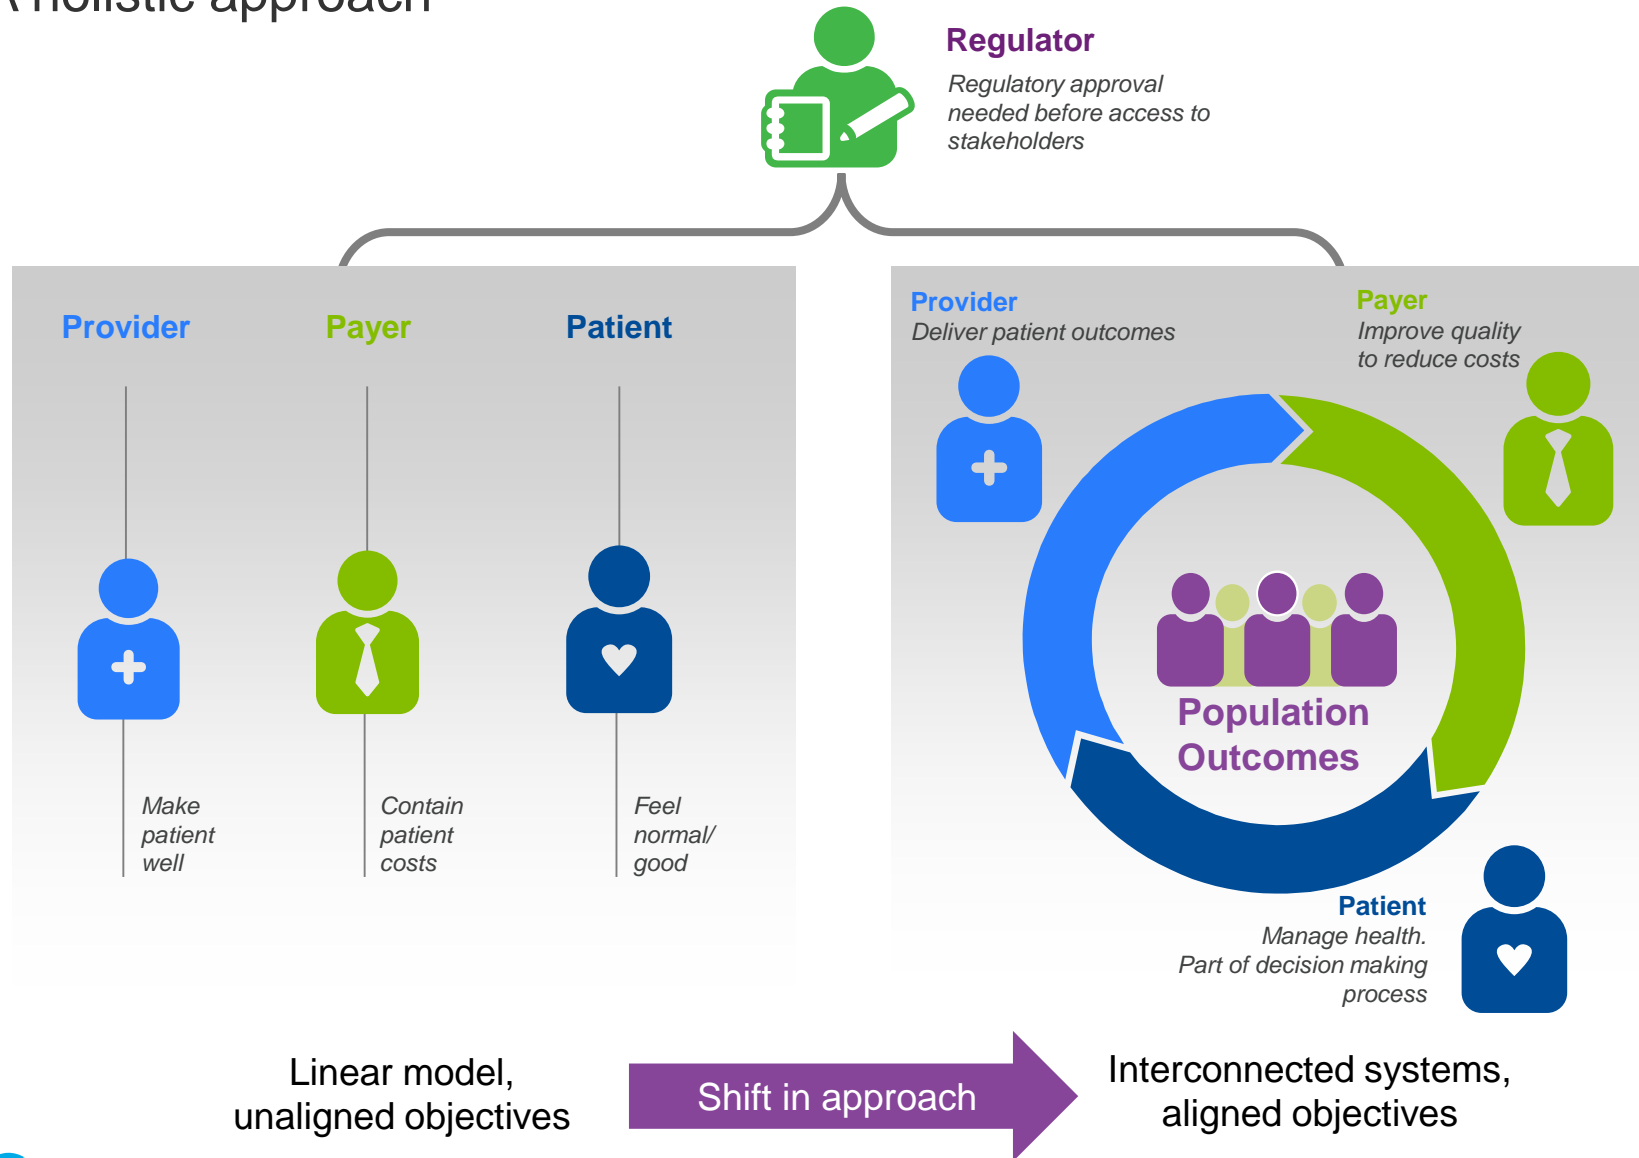 A holistic approach
Regulator
Regulatory approval
needed before access to
stakeholders
Provider
Payer
Patient
Make
patient
well
Contain
patient
costs
Feel
normal/
good
Provider
Deliver patient outcomes
Payer
Improve quality
to reduce costs
Population
Outcomes
Patient
Manage health.
Part of decision making
process
Linear model,
unaligned objectives
Shift in approach
Interconnected systems,
aligned objectives